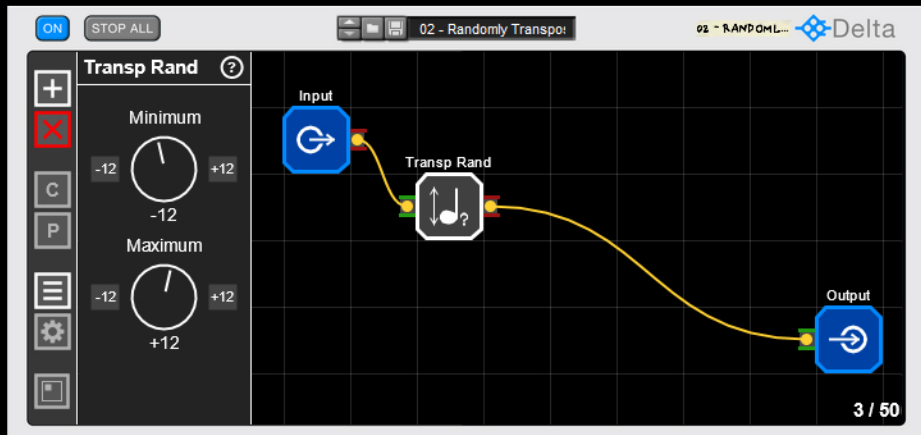 ON
STOP ALL
02 - Randomly Transpo
02 - RANDOML...
Delta
Transp Rand
?
Minimum
-12
+12
-12
Maximum
-12
+12
+12
C
P
Input
Transp Rand
?
Output
3 / 50